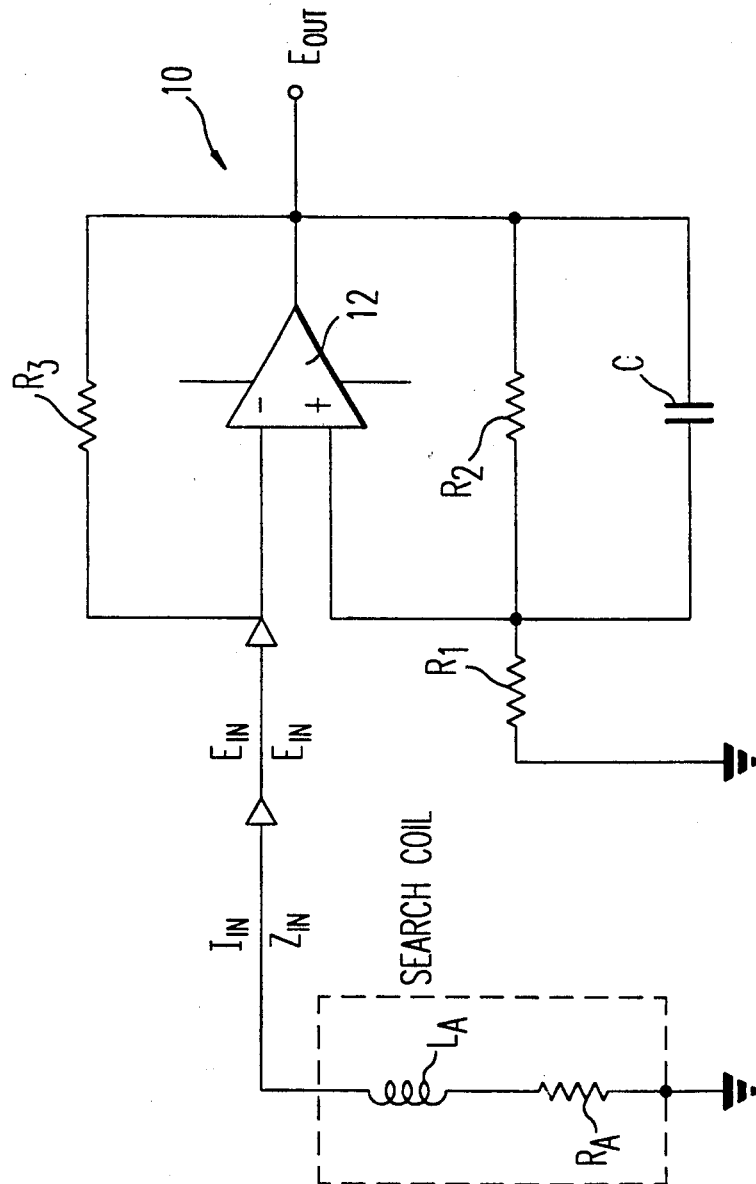 10
E_OUT
R_3
12
−
+
R_2
C
R_1
E_IN
E_IN
I_IN
Z_IN
SEARCH COIL
L_A
R_A